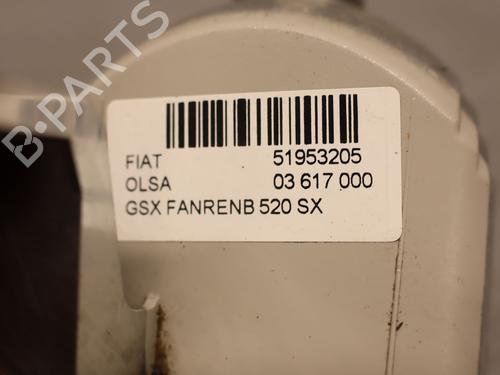 B-PARTS
FIAT 51953205
OLSA 03 617 000
GSX FANRENB 520 SX